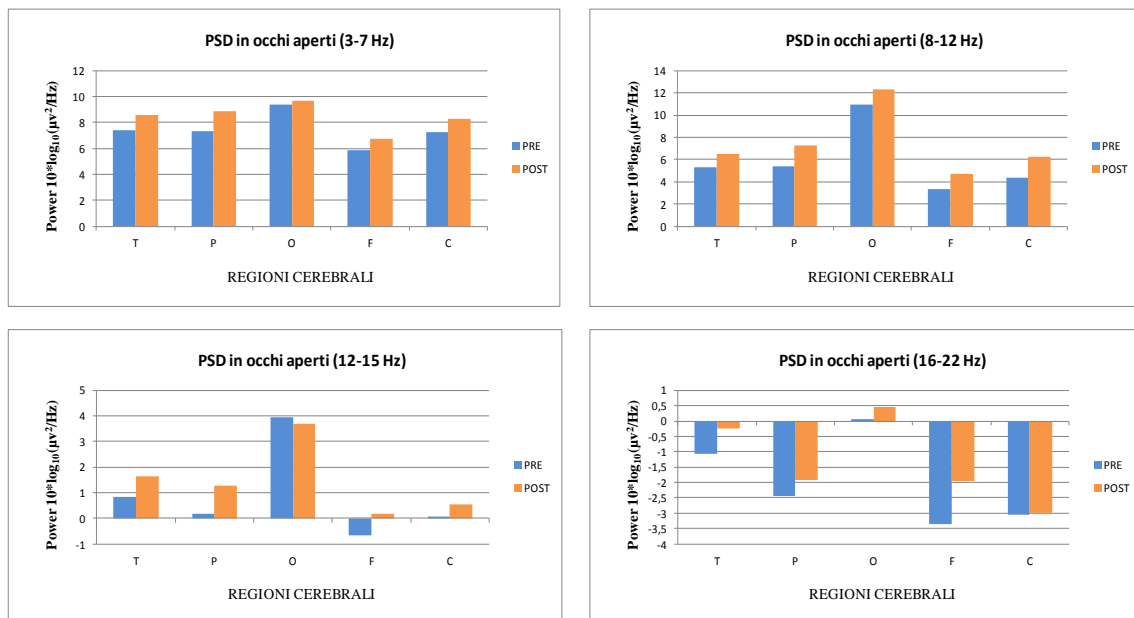 PSD in occhi aperti (3-7 Hz)
Power 10*log10(µv²/Hz)
12
10
8
6
4
2
0
T P O F C
REGIONI CEREBRALI
PRE
POST
PSD in occhi aperti (8-12 Hz)
Power 10*log10(µv²/Hz)
14
12
10
8
6
4
2
0
T P O F C
REGIONI CEREBRALI
PRE
POST
PSD in occhi aperti (12-15 Hz)
Power 10*log10(µv²/Hz)
5
4
3
2
1
0
-1
T P O F C
REGIONI CEREBRALI
PRE
POST
PSD in occhi aperti (16-22 Hz)
Power 10*log10(µv²/Hz)
1
0,5
0
-0,5
-1
-1,5
-2
-2,5
-3
-3,5
-4
T P O F C
REGIONI CEREBRALI
PRE
POST